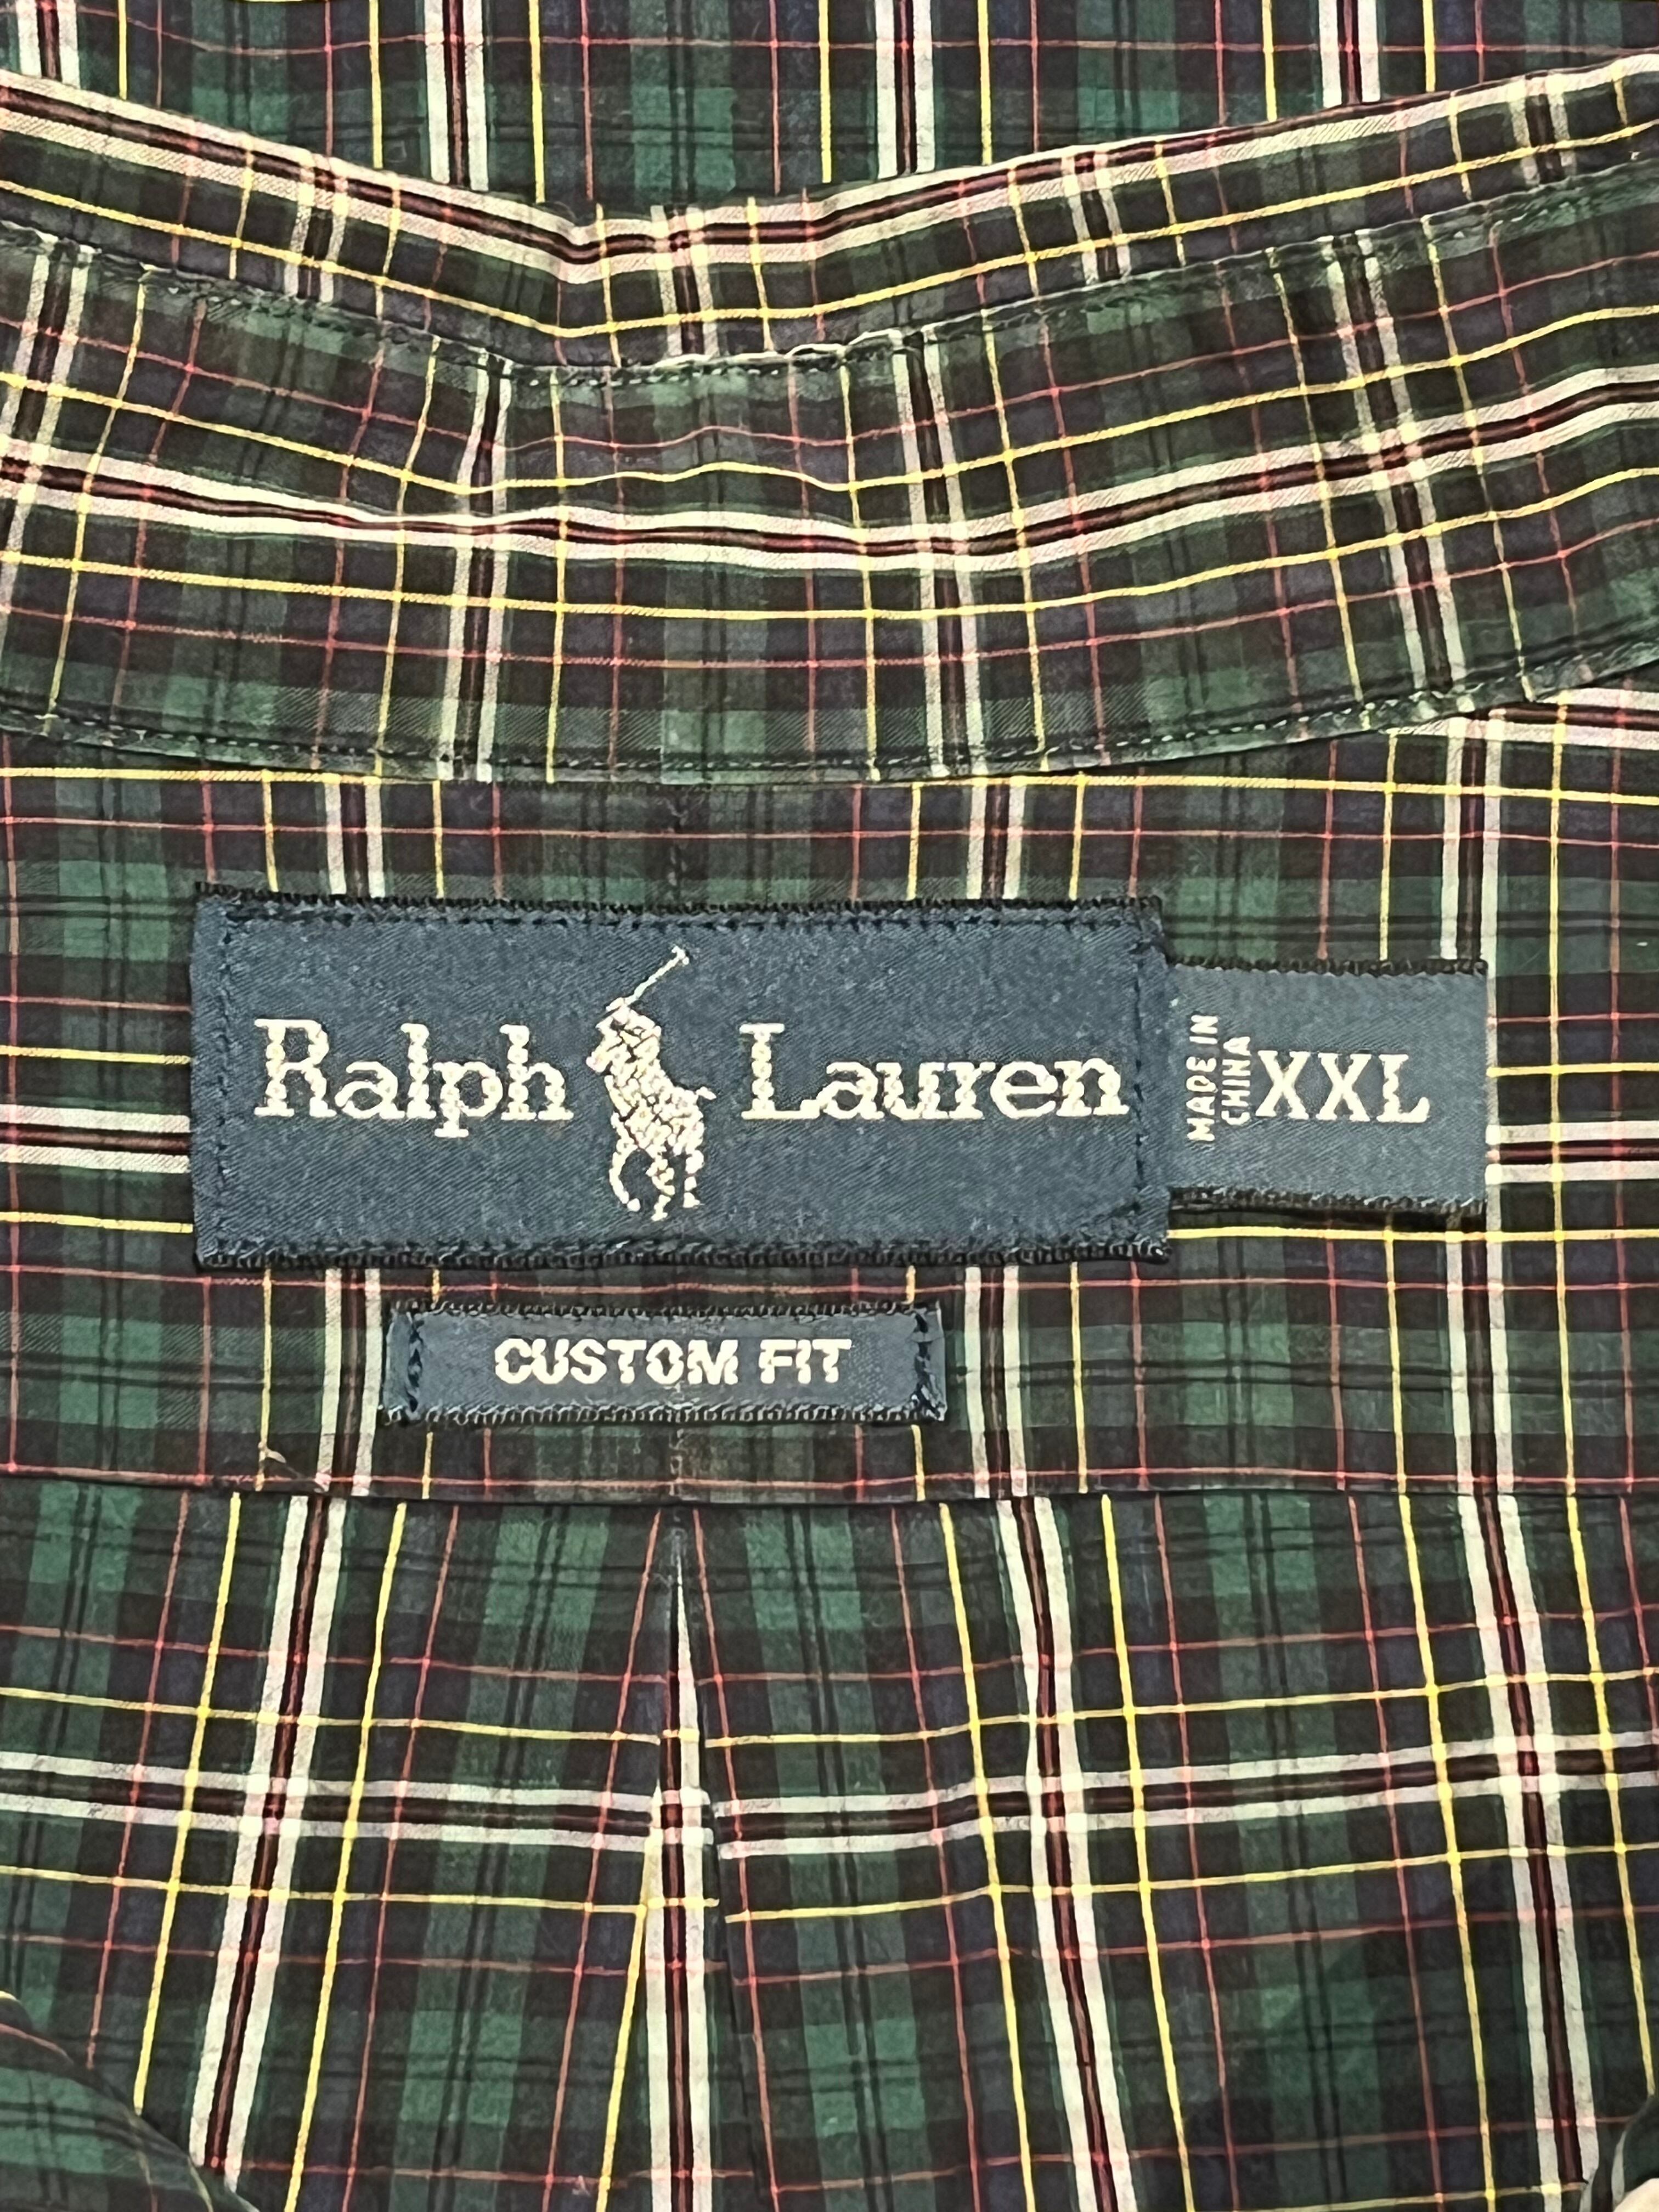 Ralph Lauren
MADE IN
CHINA
XXL
CUSTOM FIT